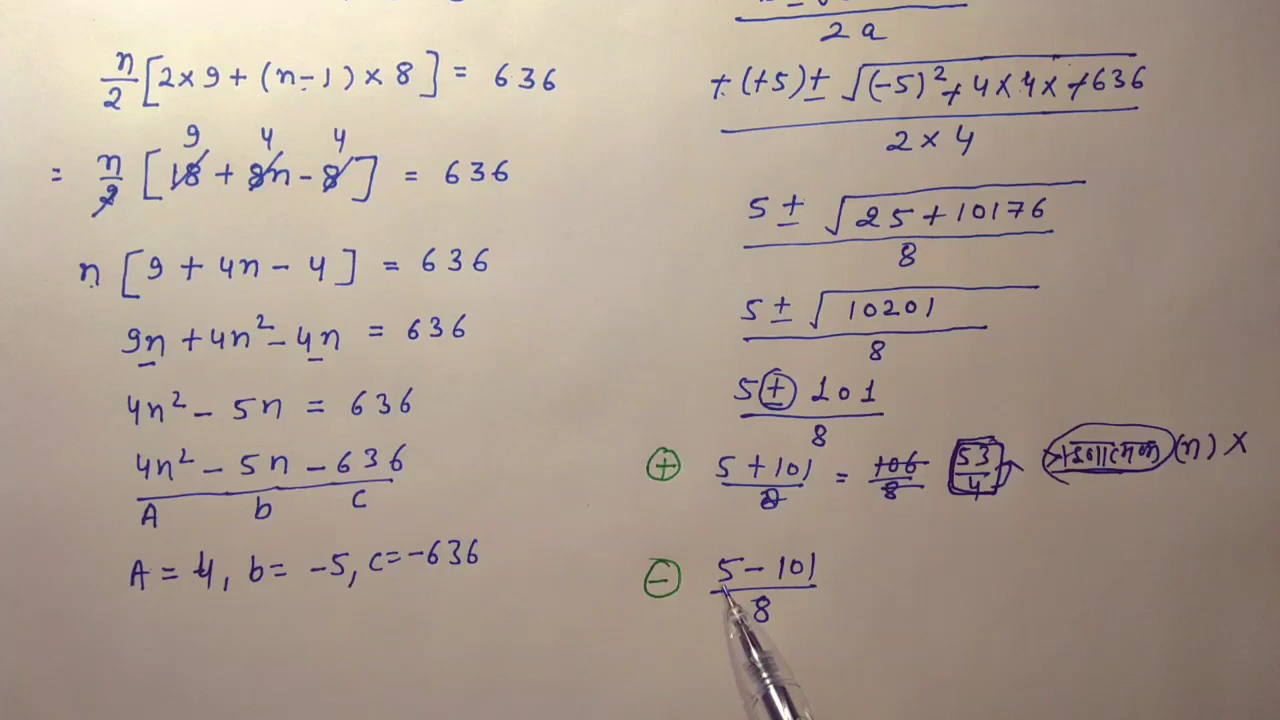 n/2 [2×9 + (n-1) × 8] = 636
= n/2 [18 + 8n - 8] = 636
9 4 4
n [9 + 4n - 4] = 636
9n + 4n² - 4n = 636
4n² - 5n = 636
4n² - 5n - 636
A b c
A = 4, b = -5, c = -636
2a
+ (+5) ± √(-5)² + 4×4×+636
2 × 4
5 ± √25 + 10176
8
5 ± √10201
8
5 ± 101
8
+ 5 + 101 / 8 = 106/8 53/4 (n) ×
- 5 - 101
8